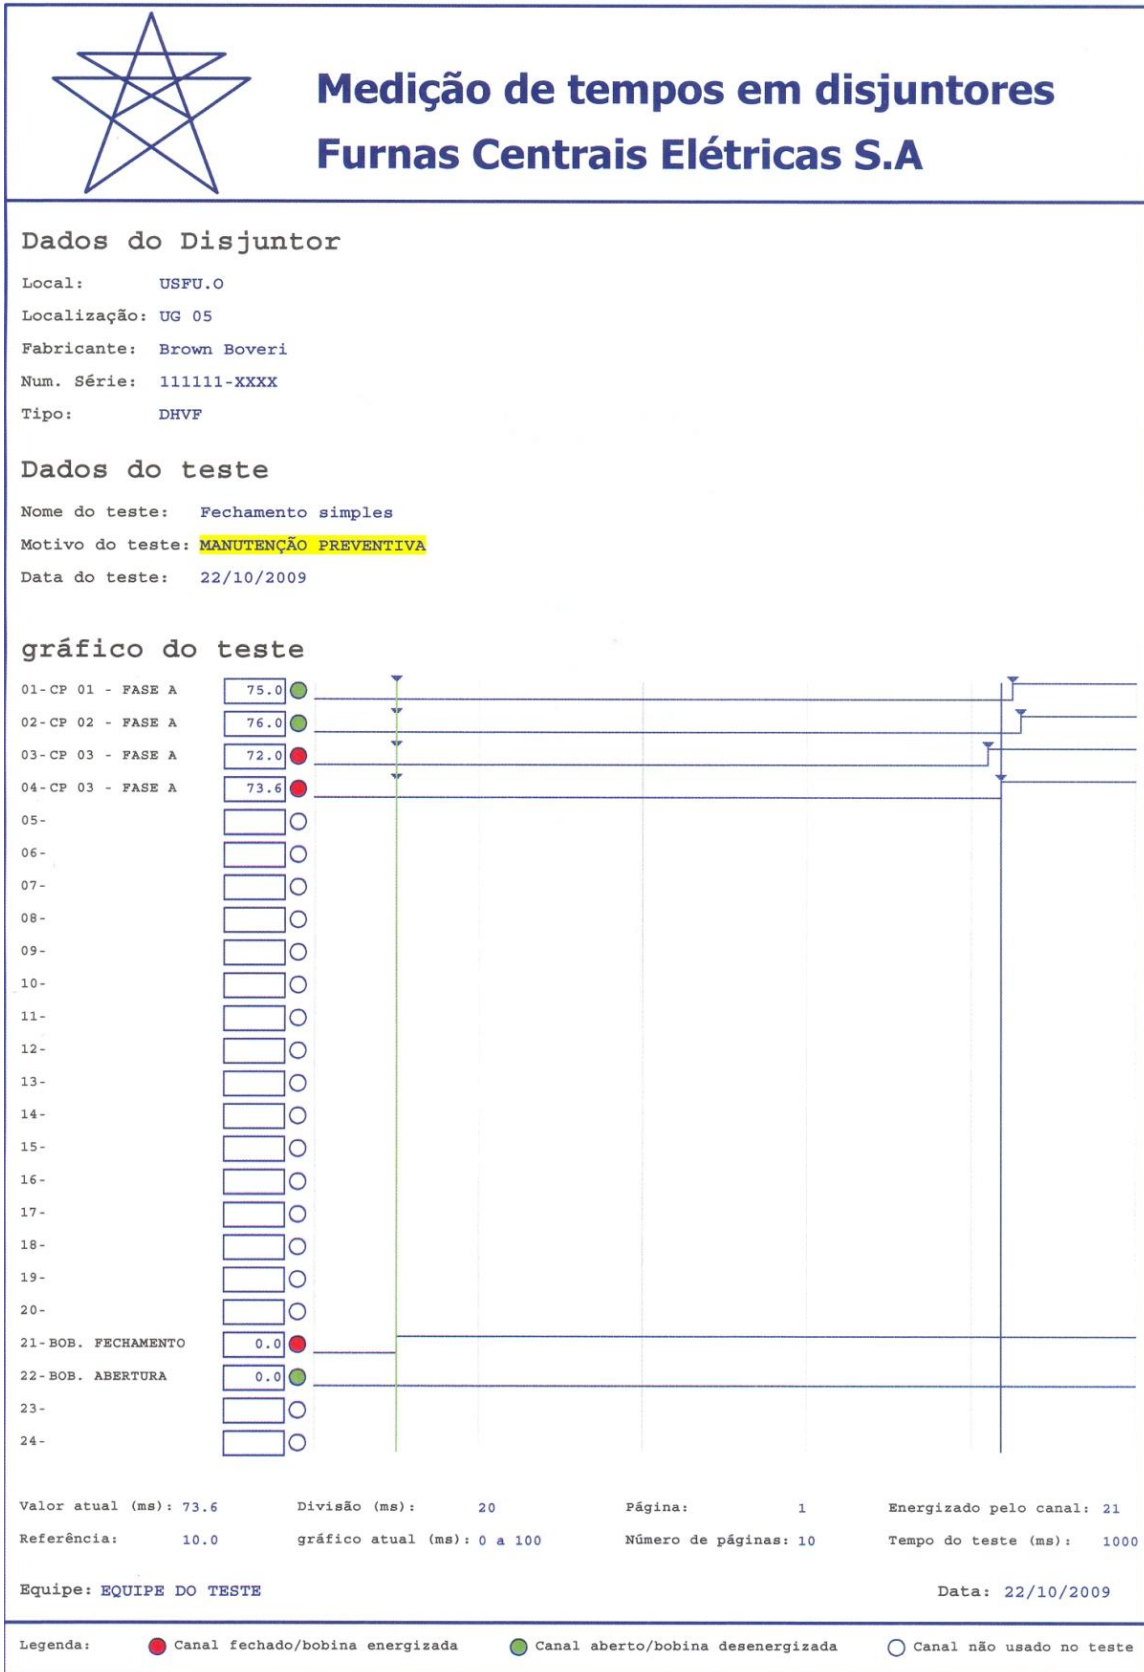 Medição de tempos em disjuntores
Furnas Centrais Elétricas S.A
Dados do Disjuntor
Local: USFU.O
Localização: UG 05
Fabricante: Brown Boveri
Num. Série: 111111-XXXX
Tipo: DHVF
Dados do teste
Nome do teste: Fechamento simples
Motivo do teste: MANUTENÇÃO PREVENTIVA
Data do teste: 22/10/2009
gráfico do teste
01-CP 01 - FASE A 75.0
02-CP 02 - FASE A 76.0
03-CP 03 - FASE A 72.0
04-CP 03 - FASE A 73.6
05-
06-
07-
08-
09-
10-
11-
12-
13-
14-
15-
16-
17-
18-
19-
20-
21-BOB. FECHAMENTO 0.0
22-BOB. ABERTURA 0.0
23-
24-
Valor atual (ms): 73.6 Divisão (ms): 20 Página: 1 Energizado pelo canal: 21
Referência: 10.0 gráfico atual (ms): 0 a 100 Número de páginas: 10 Tempo do teste (ms): 1000
Equipe: EQUIPE DO TESTE Data: 22/10/2009
Legenda: Canal fechado/bobina energizada Canal aberto/bobina desenergizada Canal não usado no teste